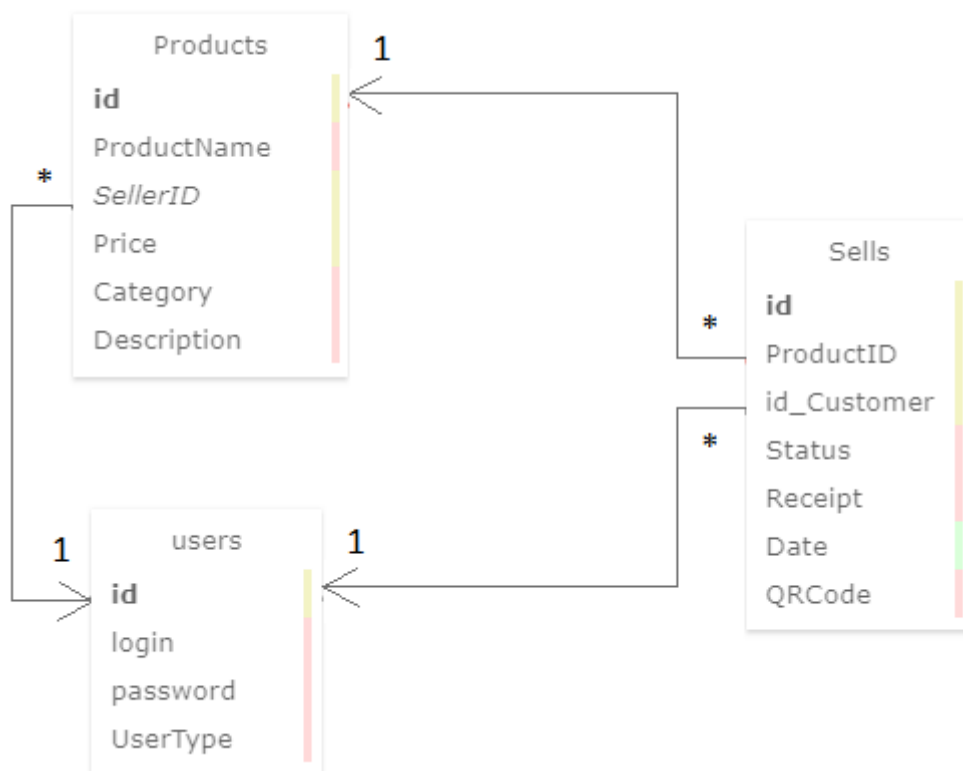 Products
id
ProductName
SellerID
Price
Category
Description
1
*
Sells
id
ProductID
id_Customer
Status
Receipt
Date
QRCode
*
*
users
id
login
password
UserType
1
1